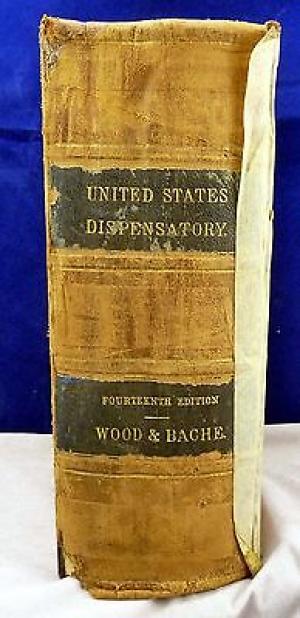 UNITED STATES
DISPENSATORY.
FOURTEENTH EDITION
WOOD & BACHE.